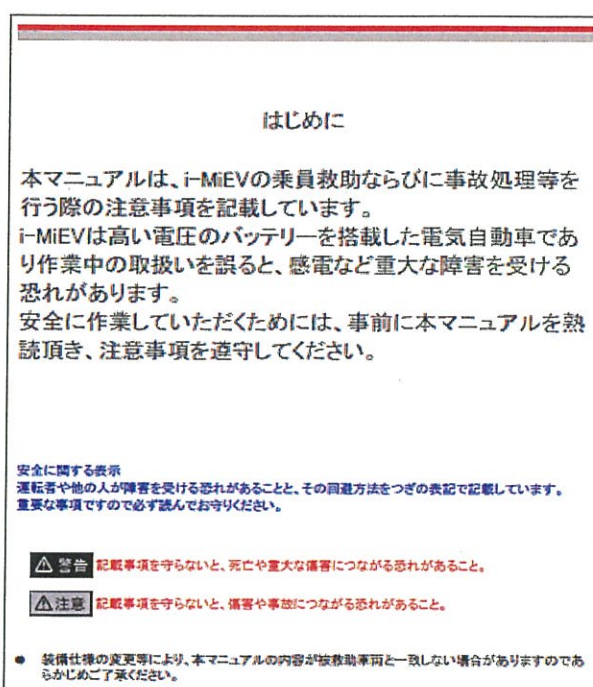 はじめに
本マニュアルは、i-MiEVの乗員救助ならびに事故処理等を
行う際の注意事項を記載しています。
i-MiEVは高い電圧のバッテリーを搭載した電気自動車であ
り作業中の取扱いを誤ると、感電など重大な障害を受ける
恐れがあります。
安全に作業していただくためには、事前に本マニュアルを熟
読頂き、注意事項を遵守してください。
安全に関する表示
運転者や他の人が障害を受ける恐れがあることと、その回避方法をつぎの表記で記載しています。
重要な事項ですので必ず読んでお守りください。
⚠ 警告 記載事項を守らないと、死亡や重大な傷害につながる恐れがあること。
⚠ 注意 記載事項を守らないと、傷害や事故につながる恐れがあること。
● 装備仕様の変更等により、本マニュアルの内容が被救助車両と一致しない場合がありますのであ
らかじめご了承ください。